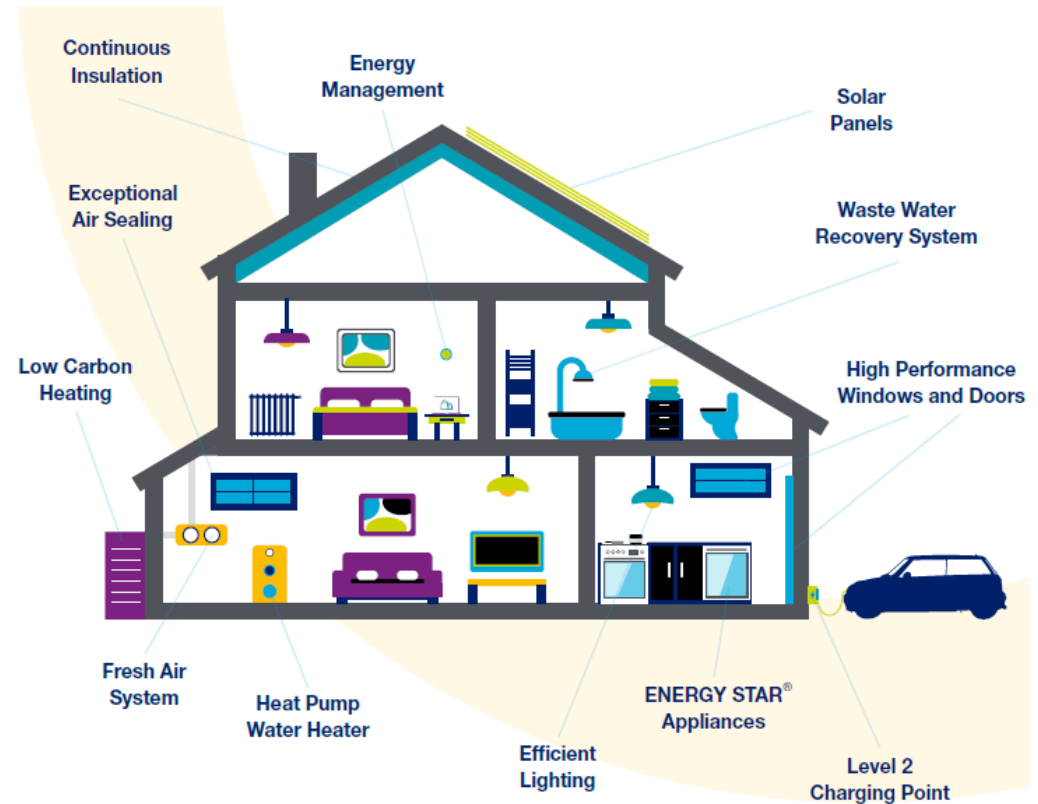 Continuous
Insulation
Energy
Management
Solar
Panels
Exceptional
Air Sealing
Waste Water
Recovery System
Low Carbon
Heating
High Performance
Windows and Doors
Fresh Air
System
Heat Pump
Water Heater
ENERGY STAR®
Appliances
Efficient
Lighting
Level 2
Charging Point